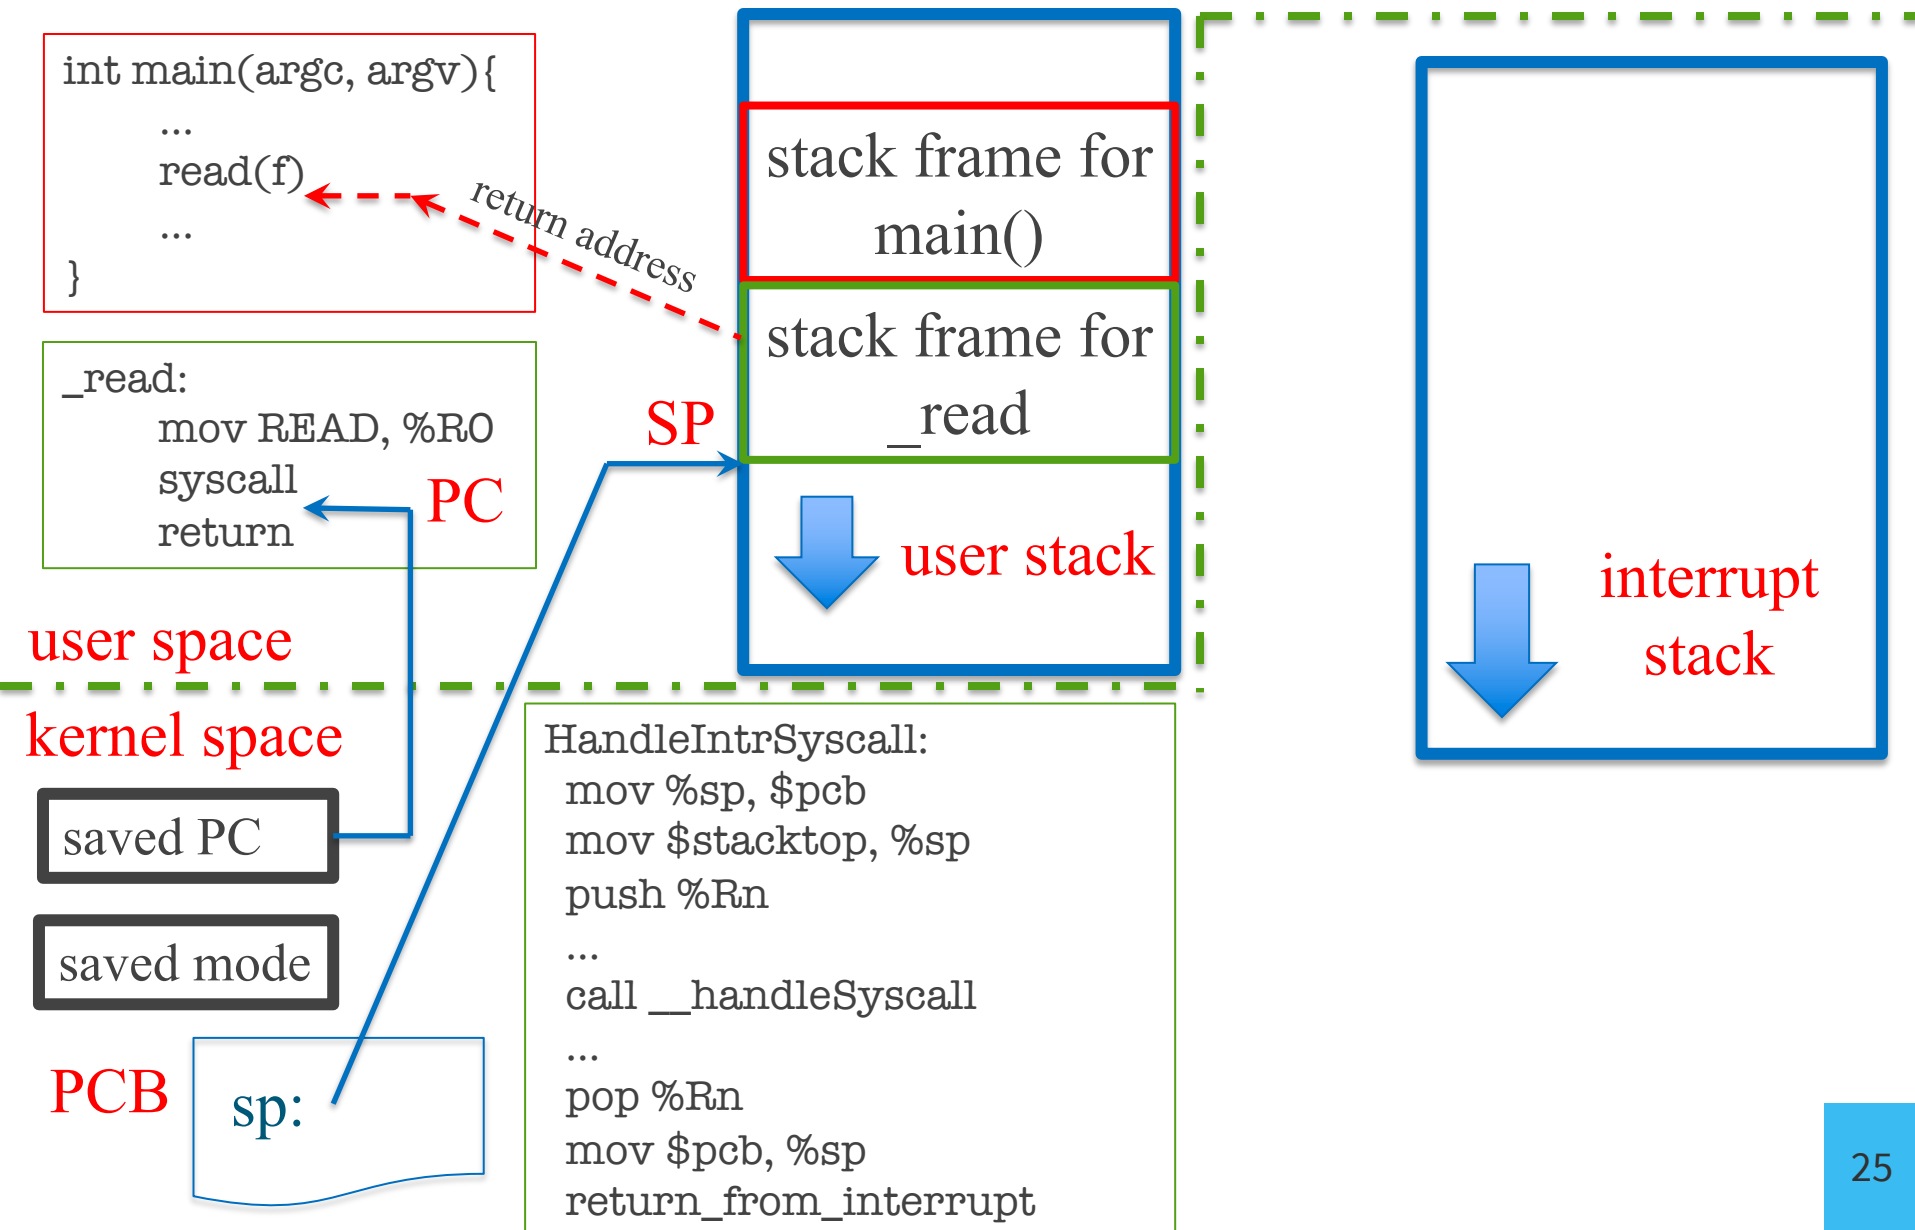 int main(argc, argv){
...
read(f)
...
}
return address
_read:
mov READ, %R0
syscall
return
PC
SP
stack frame for
main()
stack frame for
_read
user stack
interrupt
stack
user space
kernel space
saved PC
saved mode
PCB
sp:
HandleIntrSyscall:
mov %sp, $pcb
mov $stacktop, %sp
push %Rn
...
call __handleSyscall
...
pop %Rn
mov $pcb, %sp
return_from_interrupt
25